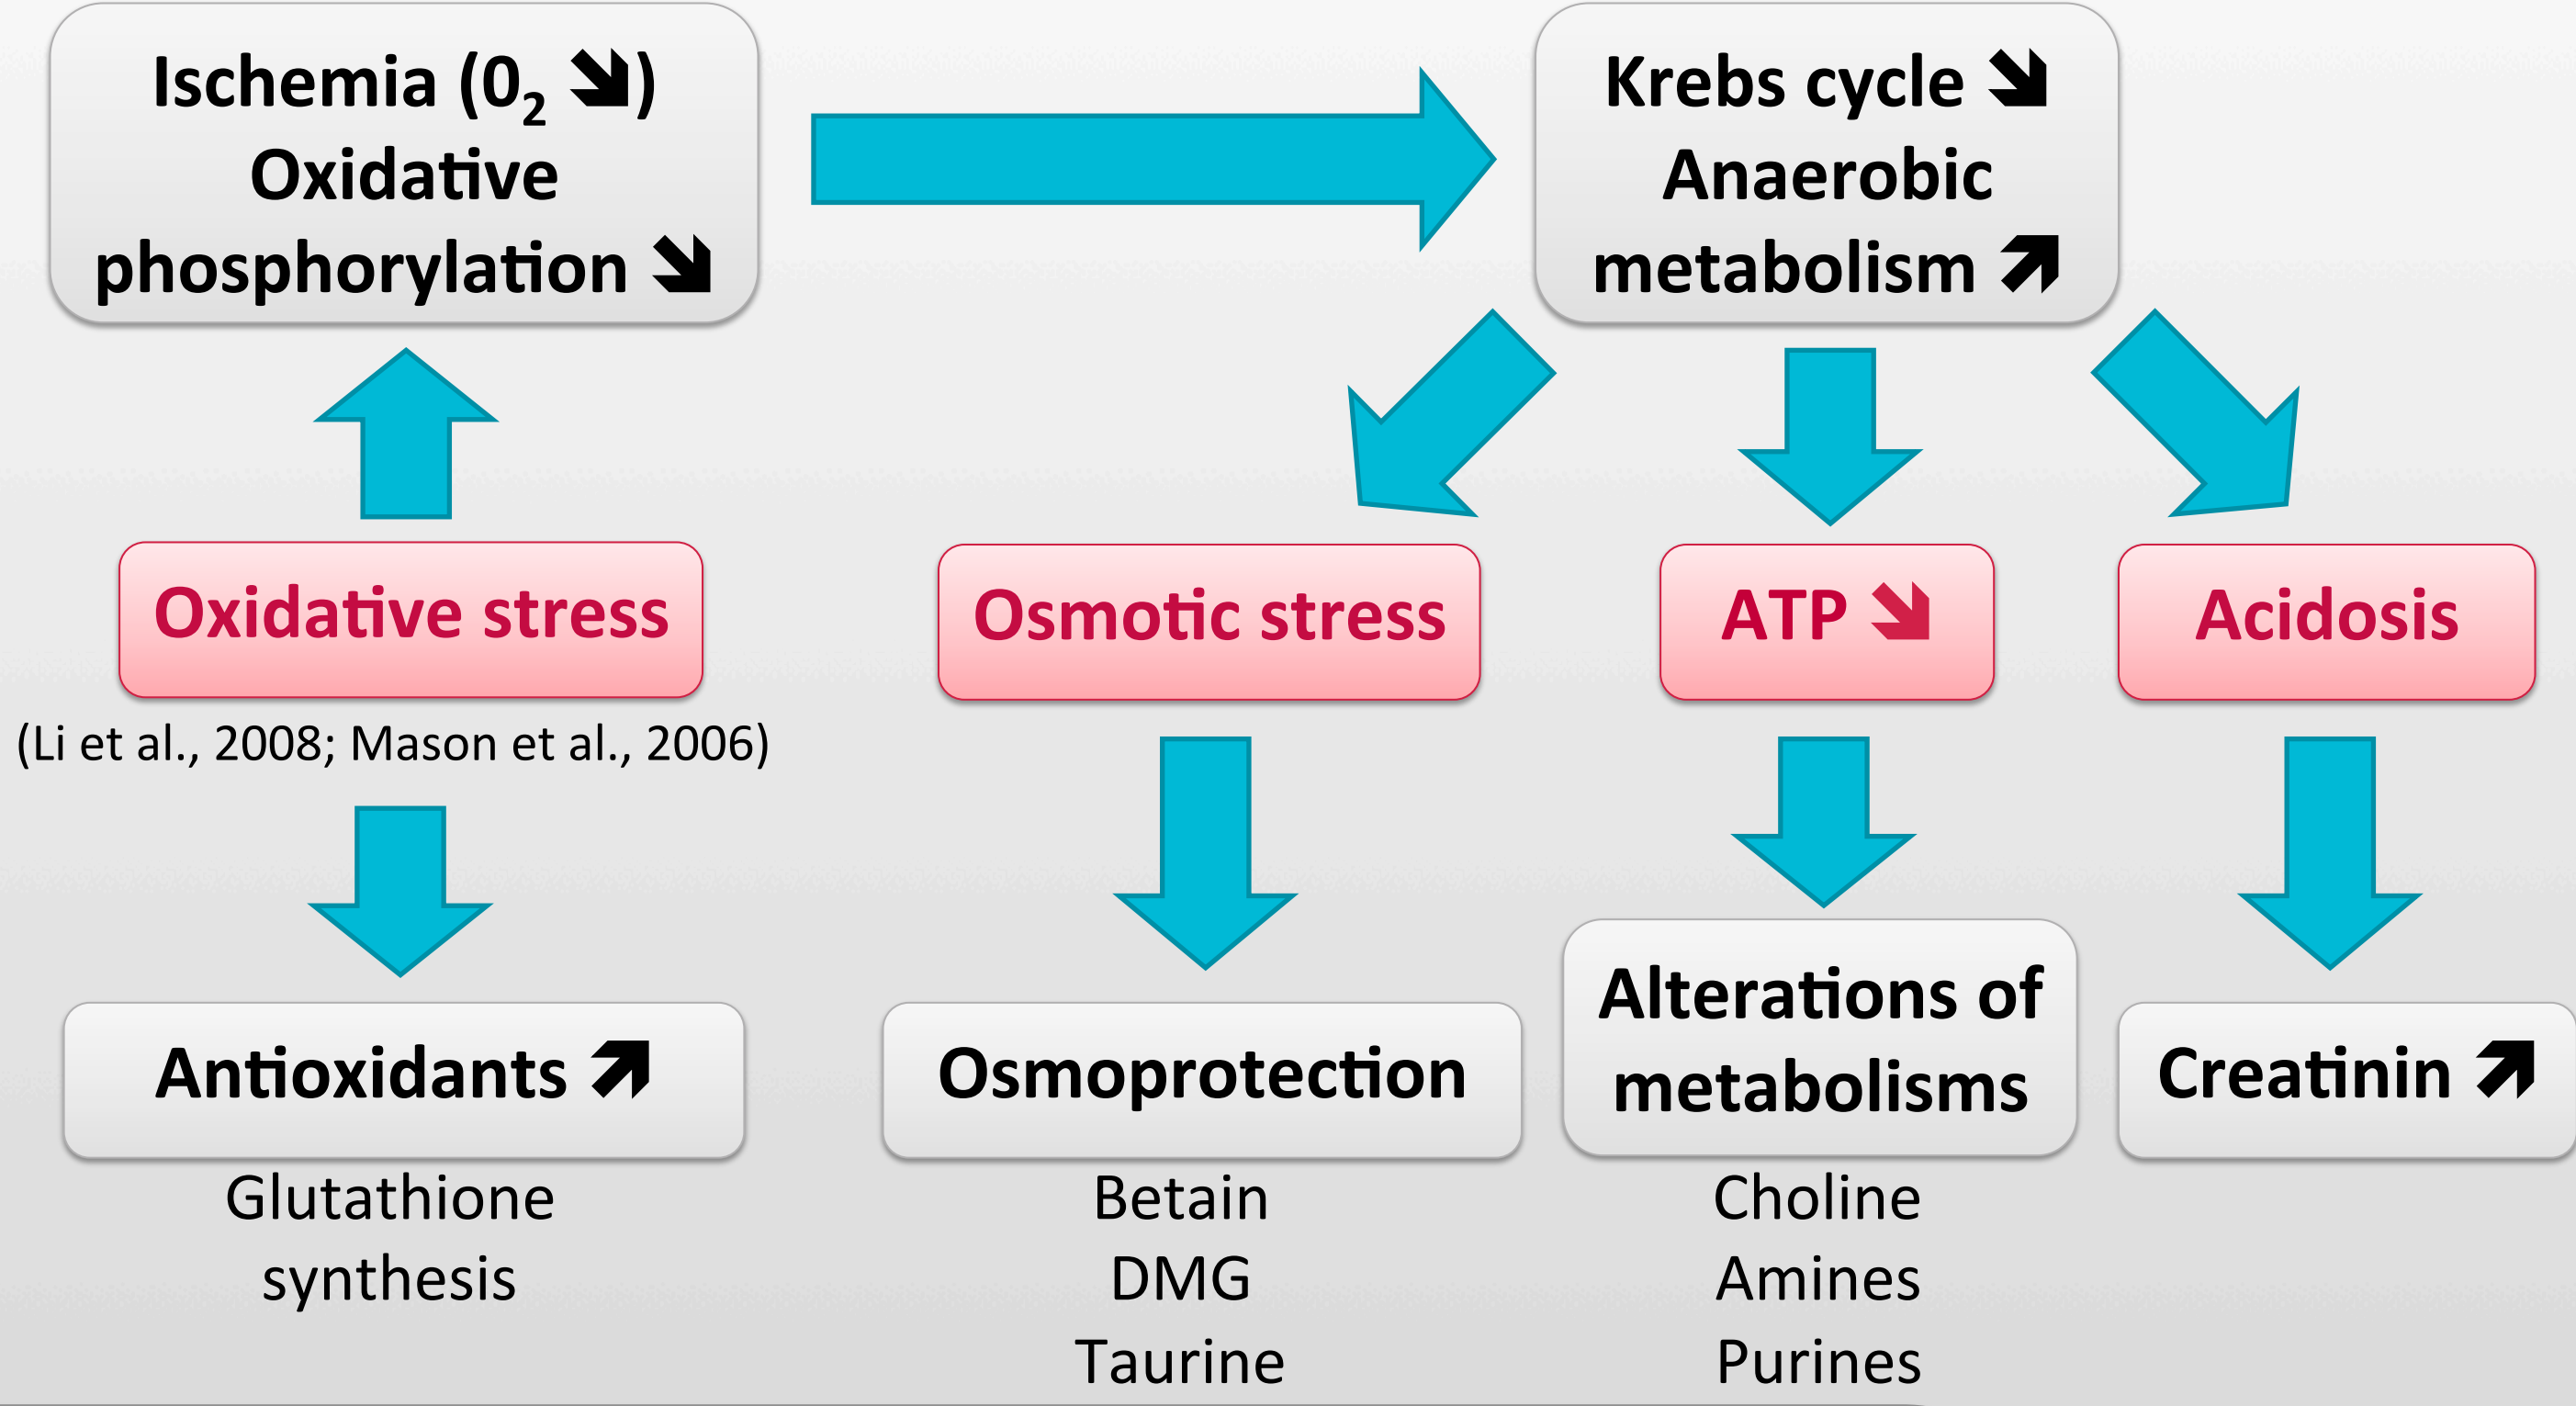 Ischemia (0₂ ↘)
Oxidative
phosphorylation ↘
Krebs cycle ↘
Anaerobic
metabolism ↗
Oxidative stress
(Li et al., 2008; Mason et al., 2006)
Osmotic stress
ATP ↘
Acidosis
Antioxidants ↗
Glutathione
synthesis
Osmoprotection
Betain
DMG
Taurine
Alterations of
metabolisms
Choline
Amines
Purines
Creatinin ↗